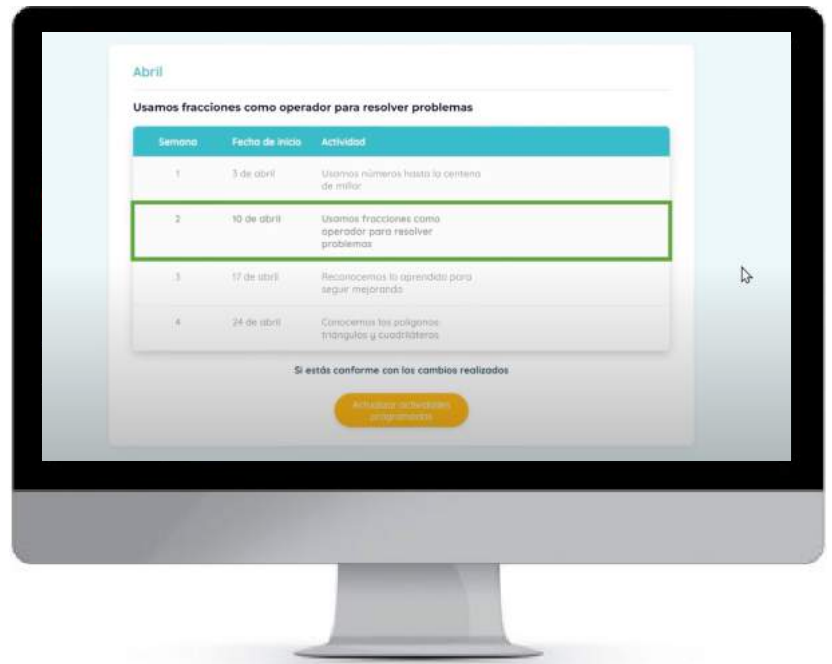 Abril
Usamos fracciones como operador para resolver problemas
Semana Fecha de inicio Actividad
1 3 de abril Usamos números hasta la centena
de millar
2 10 de abril Usamos fracciones como
operador para resolver
problemas
3 17 de abril Reconocemos lo aprendido para
seguir mejorando
4 24 de abril Conocemos los polígonos:
triángulos y cuadriláteros
Si estás conforme con los cambios realizados
Actualizar actividades
programadas